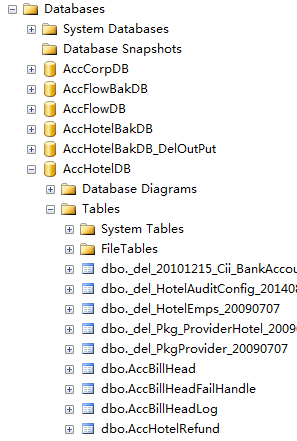 Databases
System Databases
Database Snapshots
AccCorpDB
AccFlowBakDB
AccFlowDB
AccHotelBakDB
AccHotelBakDB_DelOutPut
AccHotelDB
Database Diagrams
Tables
System Tables
FileTables
dbo._del_20101215_Cii_BankAccou
dbo._del_HotelAuditConfig_201408
dbo._del_HotelEmps_20090707
dbo._del_Pkg_ProviderHotel_2009
dbo._del_PkgProvider_20090707
dbo.AccBillHead
dbo.AccBillHeadFailHandle
dbo.AccBillHeadLog
dbo.AccHotelRefund